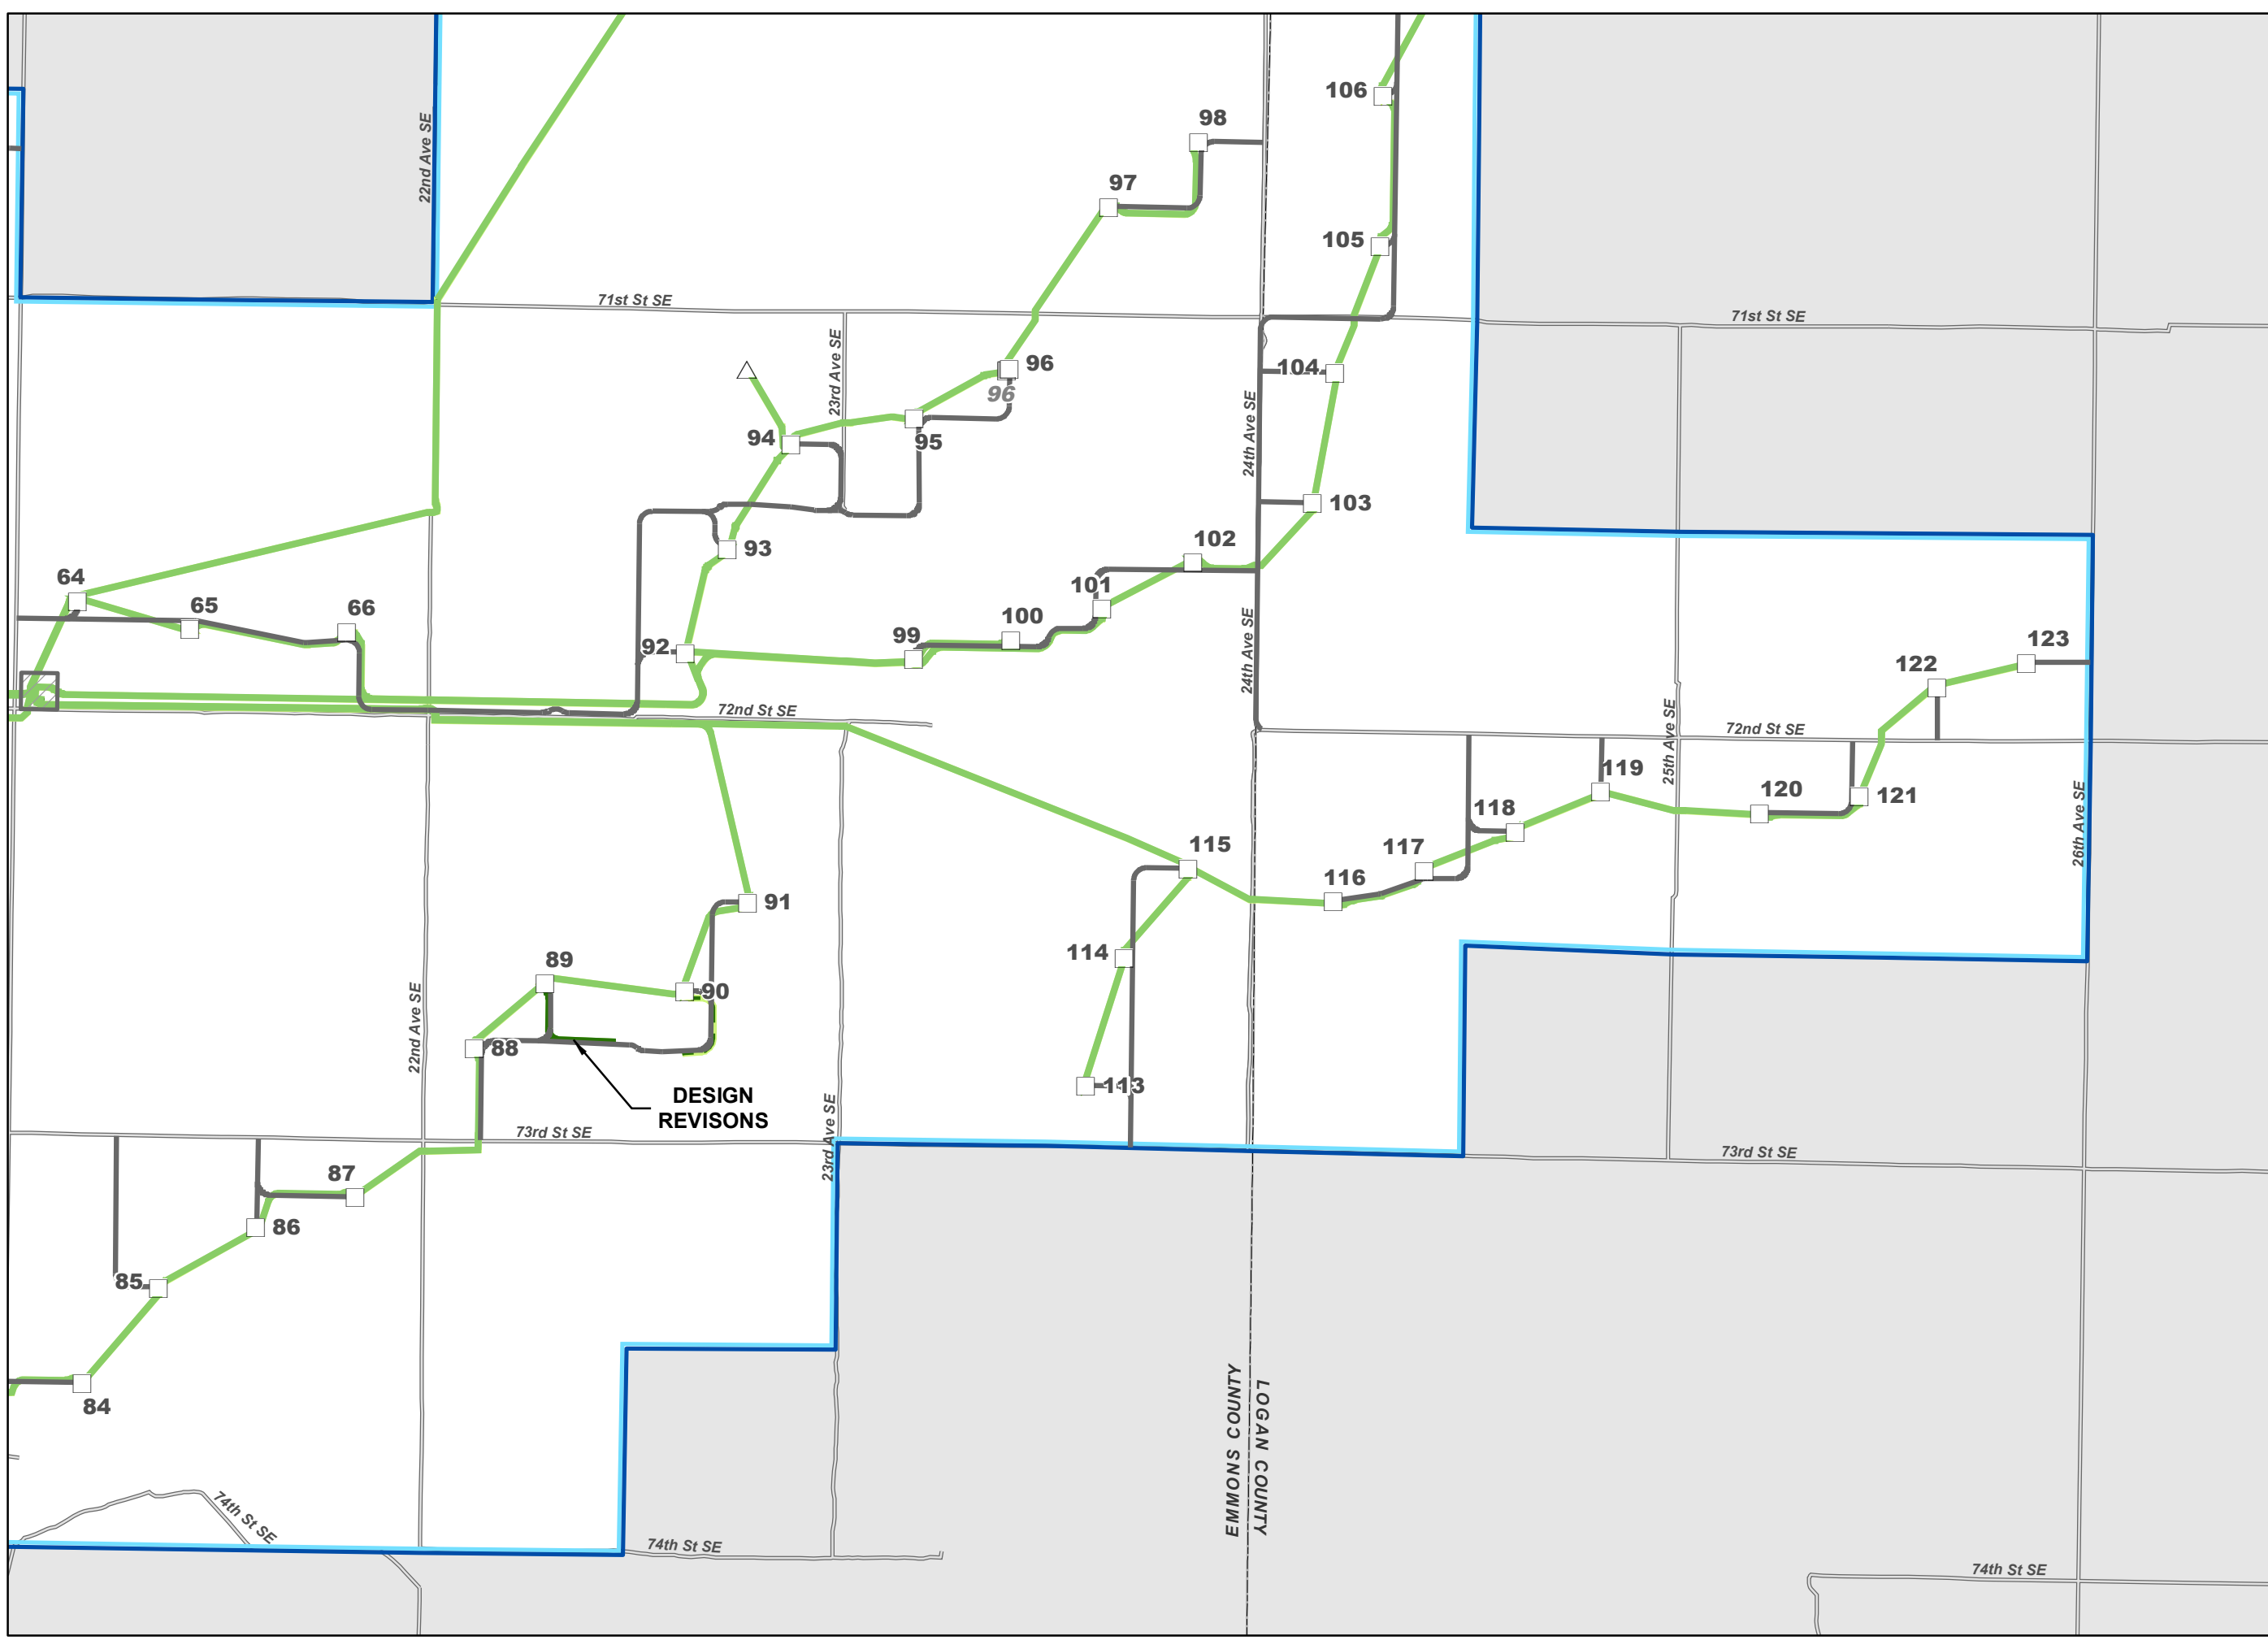 106
98
22nd Ave SE
97
105
71st St SE
71st St SE
23rd Ave SE
96
104
96
24th Ave SE
94
95
103
102
93
64
101
65
66
100
99
92
24th Ave SE
123
122
72nd St SE
72nd St SE
25th Ave SE
119
120
121
118
26th Ave SE
115
117
116
91
114
89
90
22nd Ave SE
88
113
DESIGN
REVISONS
23rd Ave SE
73rd St SE
73rd St SE
87
86
85
84
EMMONS COUNTY
LOGAN COUNTY
74th St SE
74th St SE
74th St SE